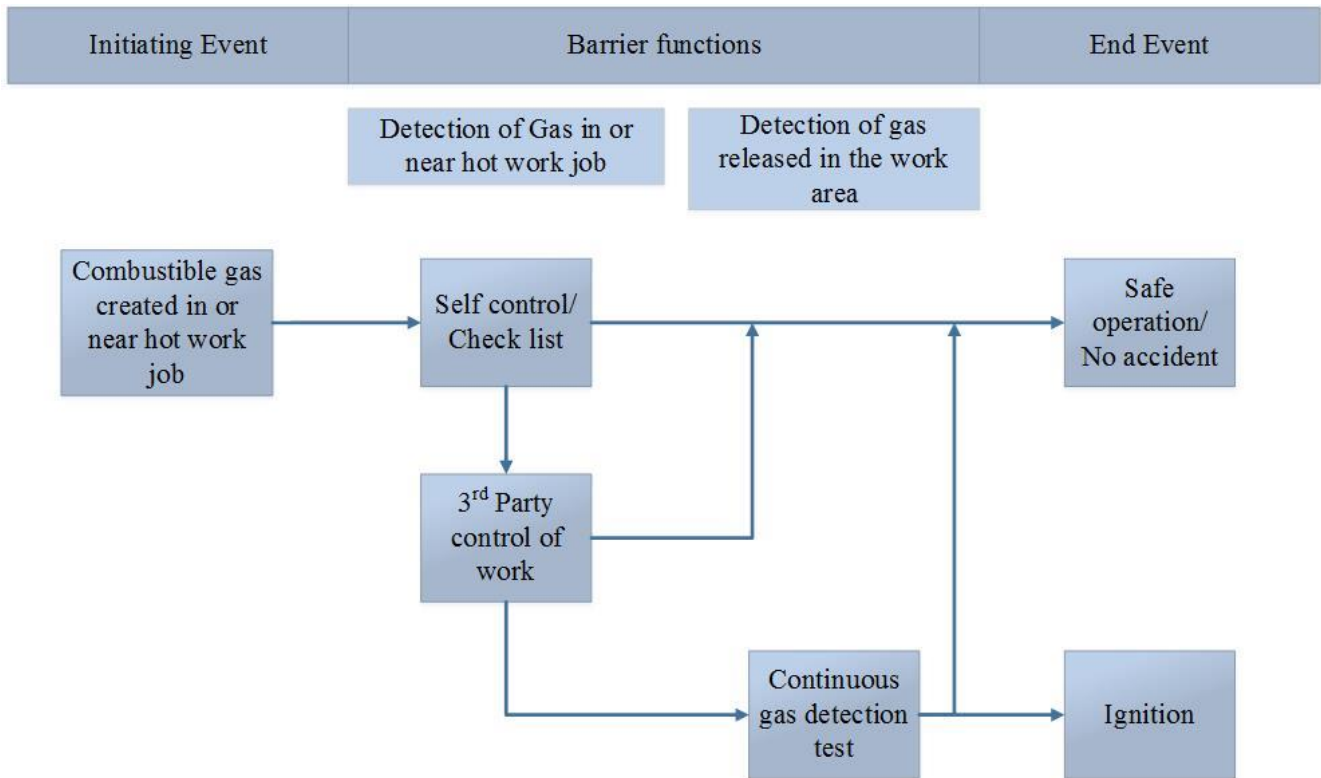 Initiating Event
Barrier functions
End Event
Detection of Gas in or
near hot work job
Detection of gas
released in the work
area
Combustible gas
created in or
near hot work
job
Self control/
Check list
Safe
operation/
No accident
3rd Party
control of
work
Continuous
gas detection
test
Ignition